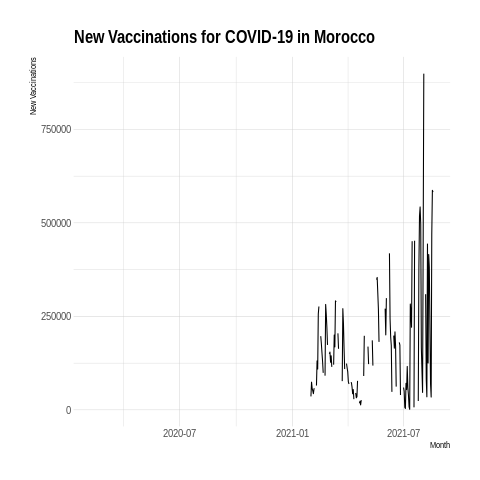 New Vaccinations for COVID-19 in Morocco
New Vaccinations
750000
500000
250000
0
2020-07
2021-01
2021-07
Month